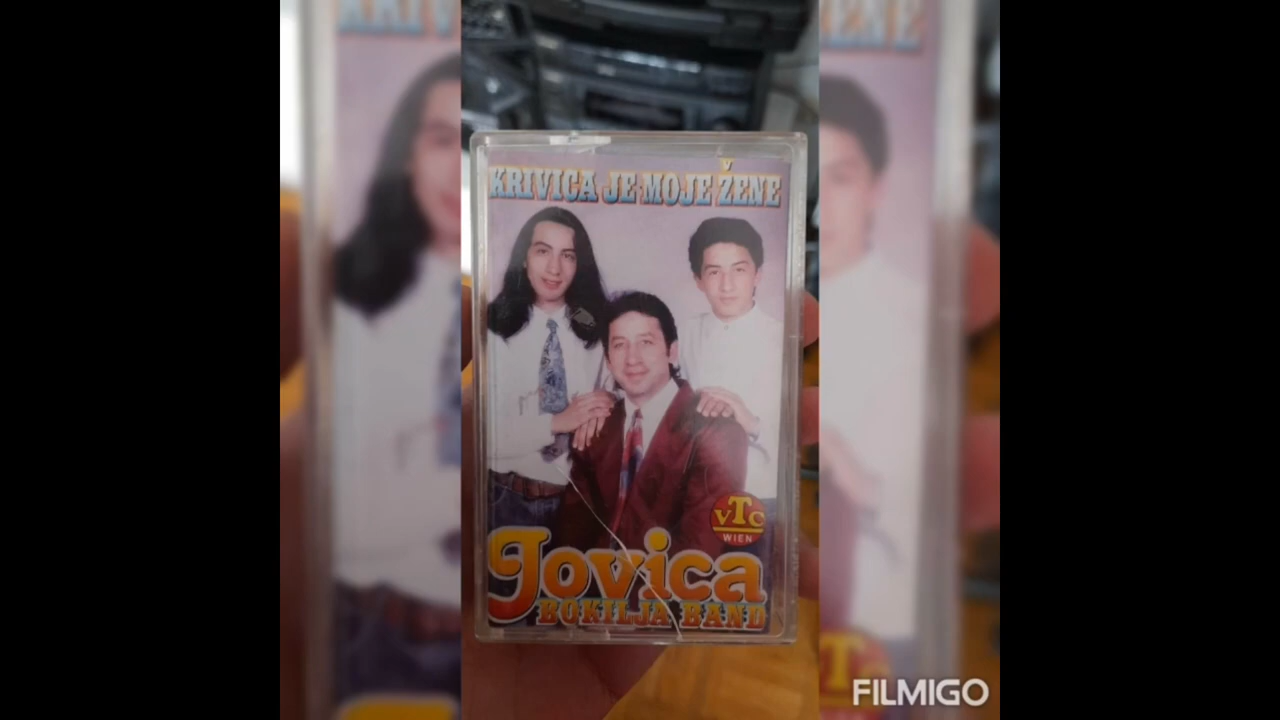 KRIVICA JE MOJE ŽENE
VTC
WIEN
Jovica
BOKILJA BAND
FILMIGO